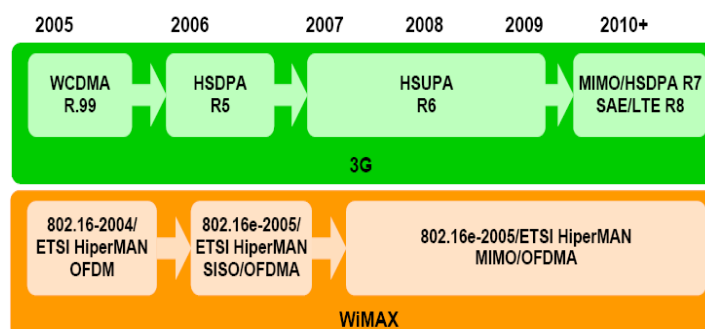 2005 2006 2007 2008 2009 2010+
WCDMA
R.99
HSDPA
R5
HSUPA
R6
MIMO/HSDPA R7
SAE/LTE R8
3G
802.16-2004/
ETSI HiperMAN
OFDM
802.16e-2005/
ETSI HiperMAN
SISO/OFDMA
802.16e-2005/ETSI HiperMAN
MIMO/OFDMA
WiMAX